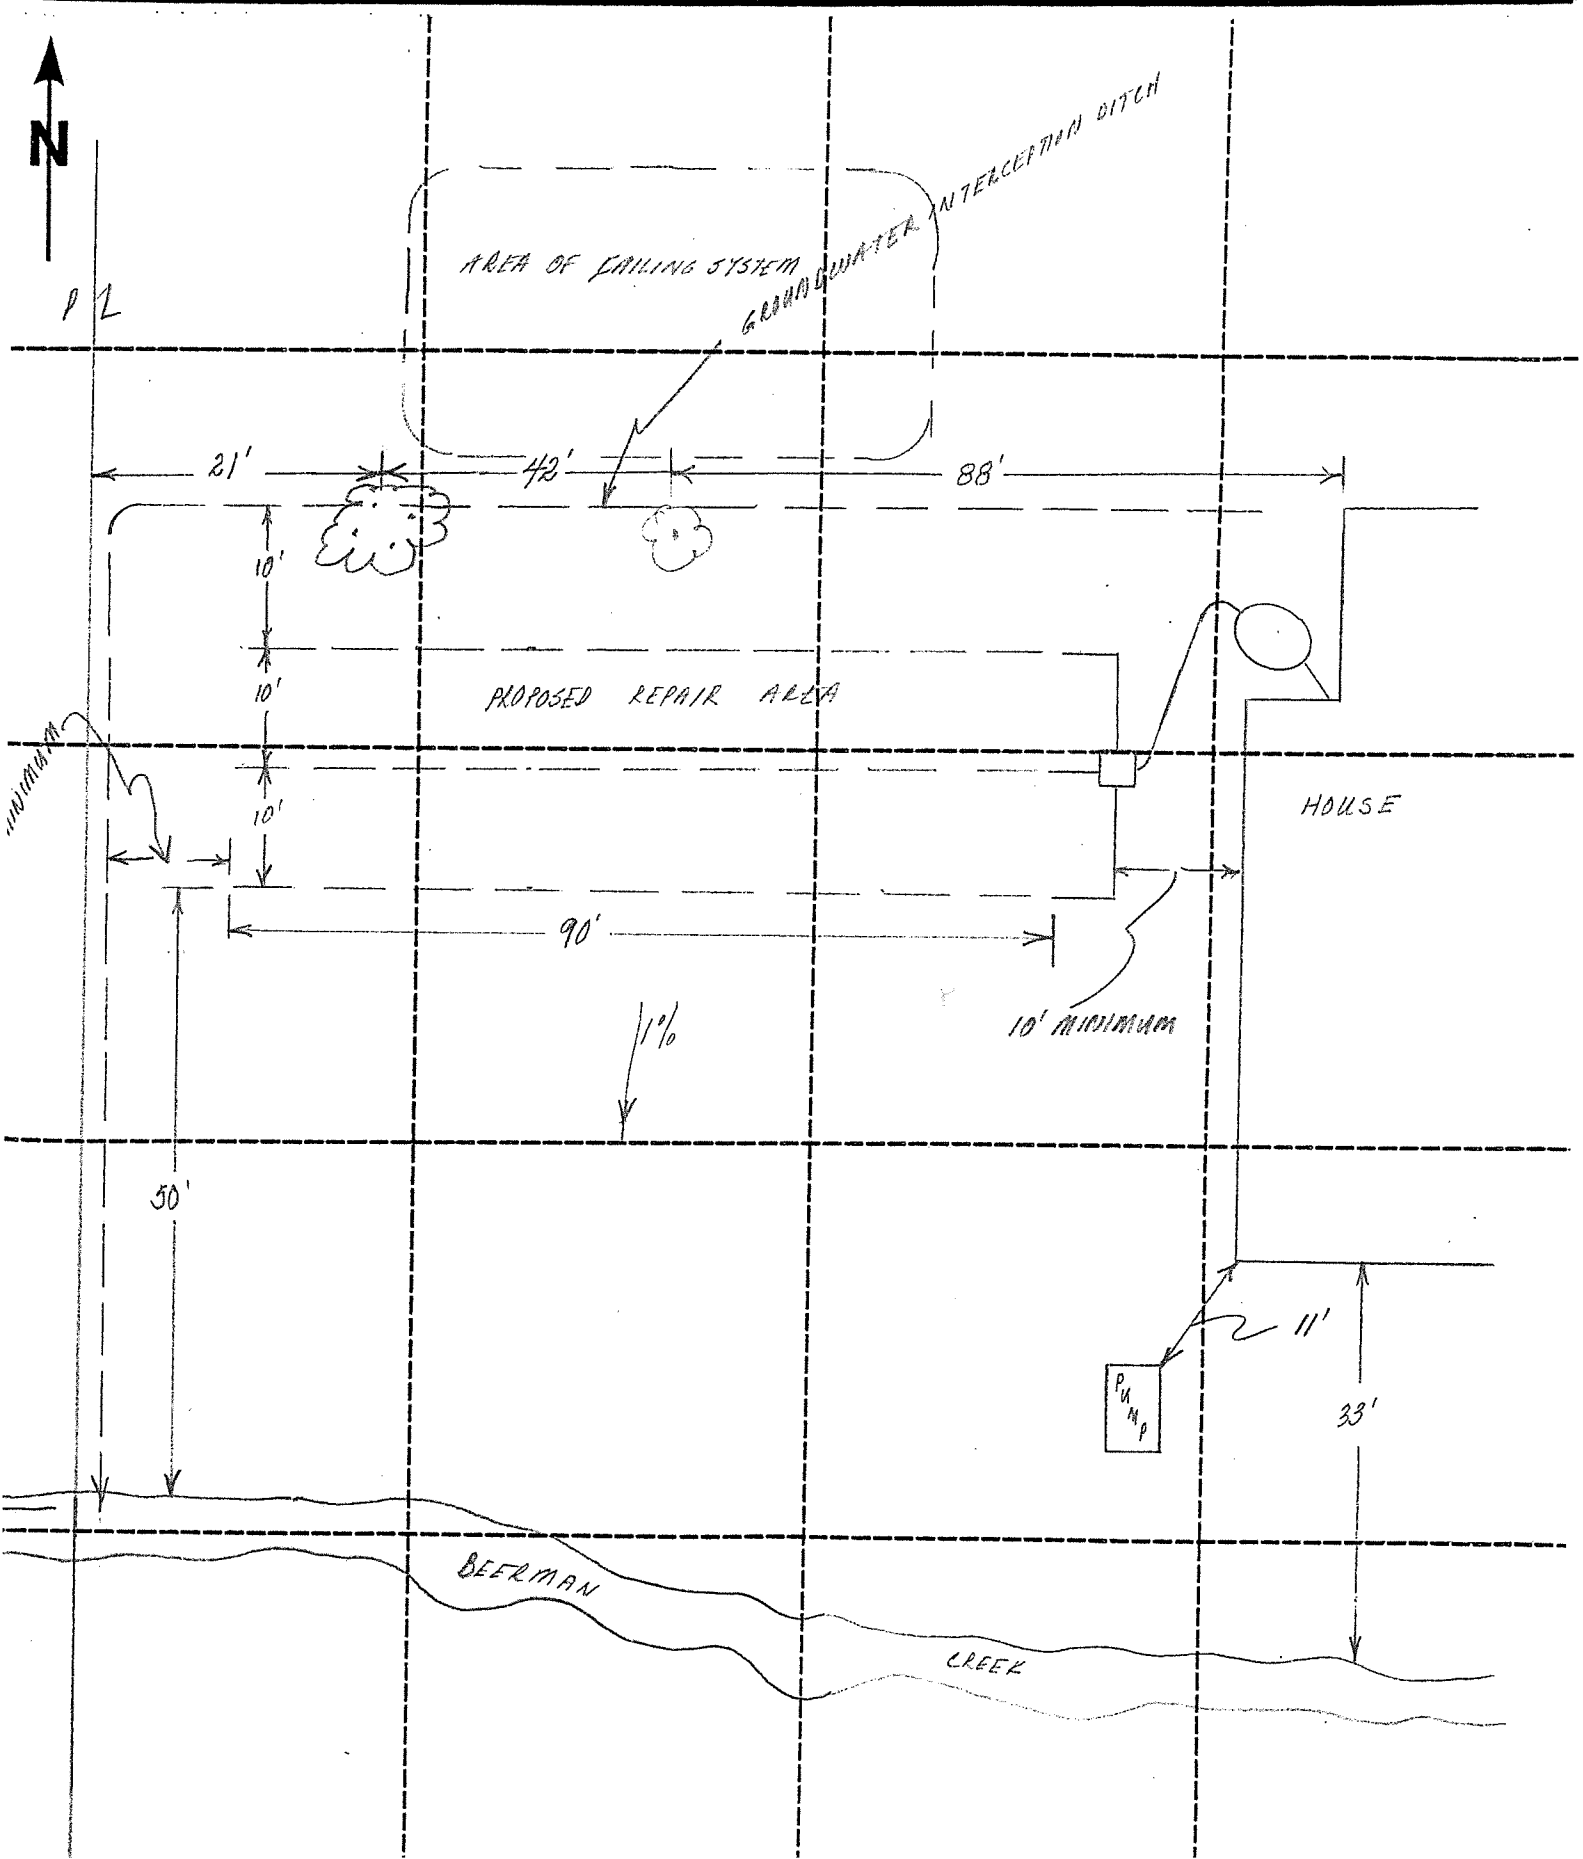 N
GROUNDWATER INTERCEPTION DITCH
AREA OF FAILING SYSTEM
PL
21'
42'
88'
10'
10'
PROPOSED REPAIR AREA
MINIMUM
10'
HOUSE
90'
1%
10' MINIMUM
50'
11'
PUMP
33'
BEERMAN
CREEK